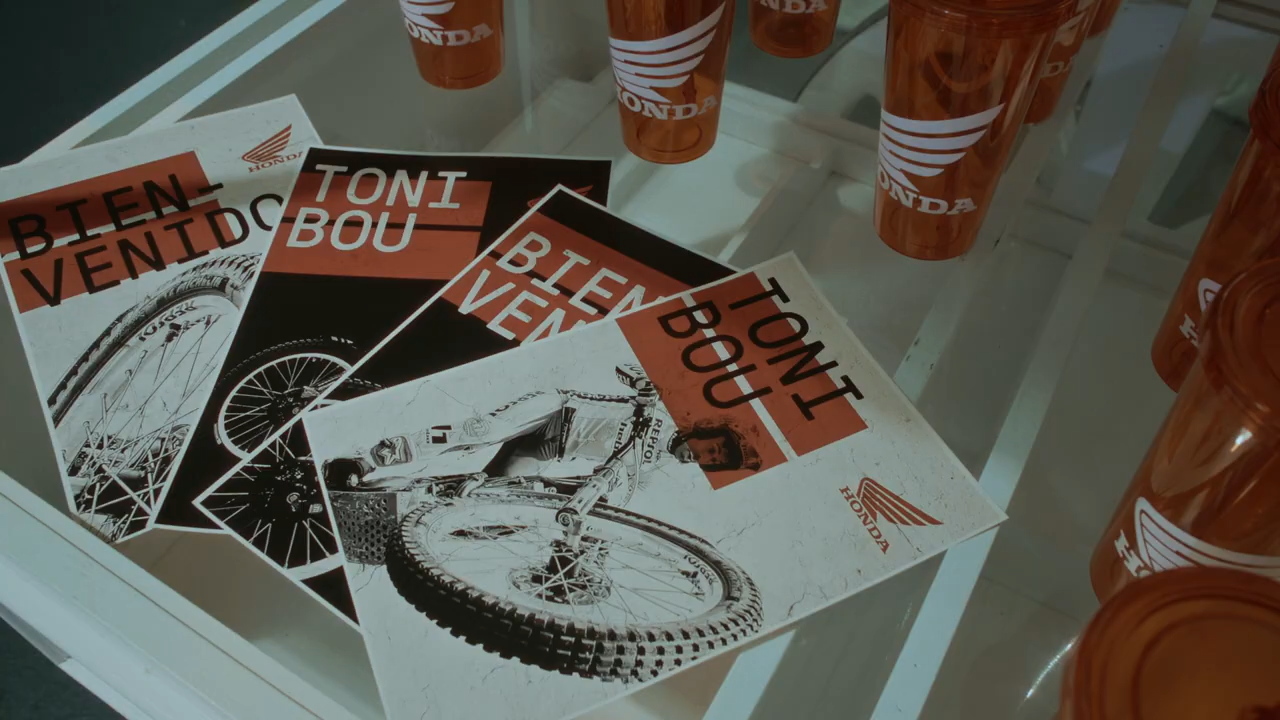 HONDA
HONDA
HONDA
HONDA
BIEN-
VENIDO
TONI
BOU
BIEN
VEN
TONI
BOU
REPSOL
HONDA